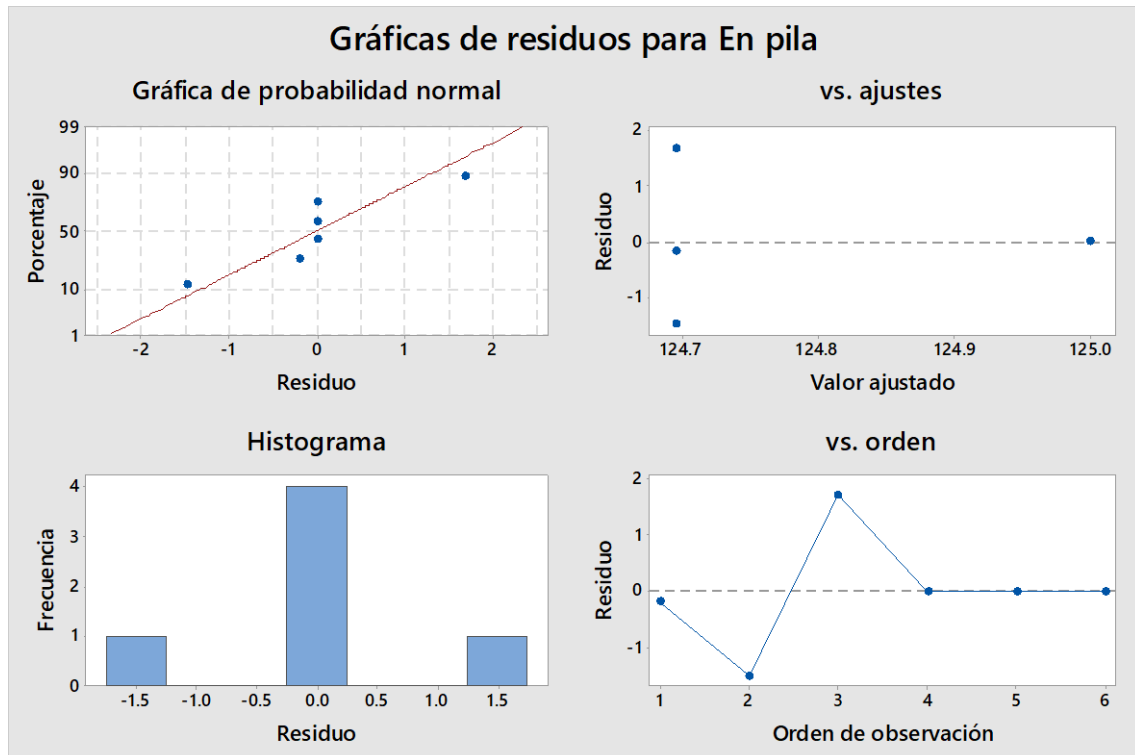 Gráficas de residuos para En pila
Gráfica de probabilidad normal
99
90
50
10
1
Porcentaje
-2 -1 0 1 2
Residuo
vs. ajustes
2
1
0
-1
Residuo
124.7 124.8 124.9 125.0
Valor ajustado
Histograma
4
3
2
1
0
Frecuencia
-1.5 -1.0 -0.5 0.0 0.5 1.0 1.5
Residuo
vs. orden
2
1
0
-1
Residuo
1 2 3 4 5 6
Orden de observación